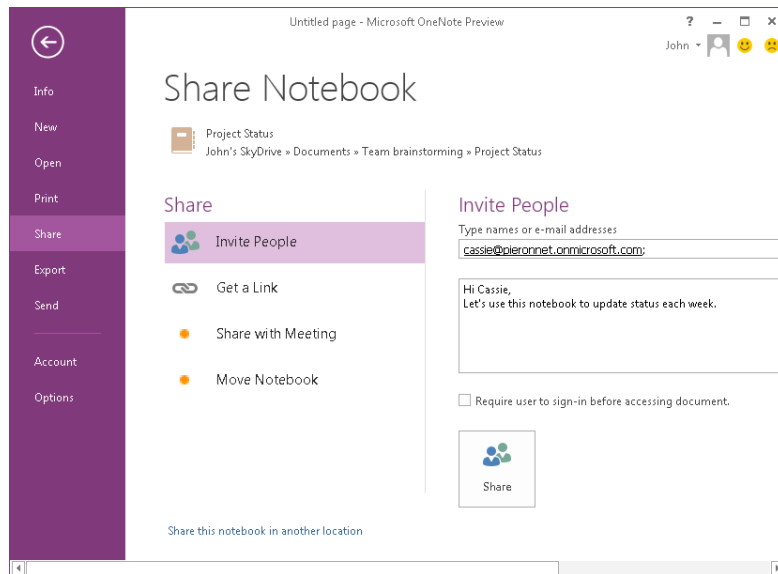 Untitled page - Microsoft OneNote Preview
?
John
Info
New
Open
Print
Share
Export
Send
Account
Options
Share Notebook
Project Status
John's SkyDrive » Documents » Team brainstorming » Project Status
Share
Invite People
Get a Link
Share with Meeting
Move Notebook
Share this notebook in another location
Invite People
Type names or e-mail addresses
cassie@pieronnet.onmicrosoft.com;
Hi Cassie,
Let's use this notebook to update status each week.
Require user to sign-in before accessing document.
Share